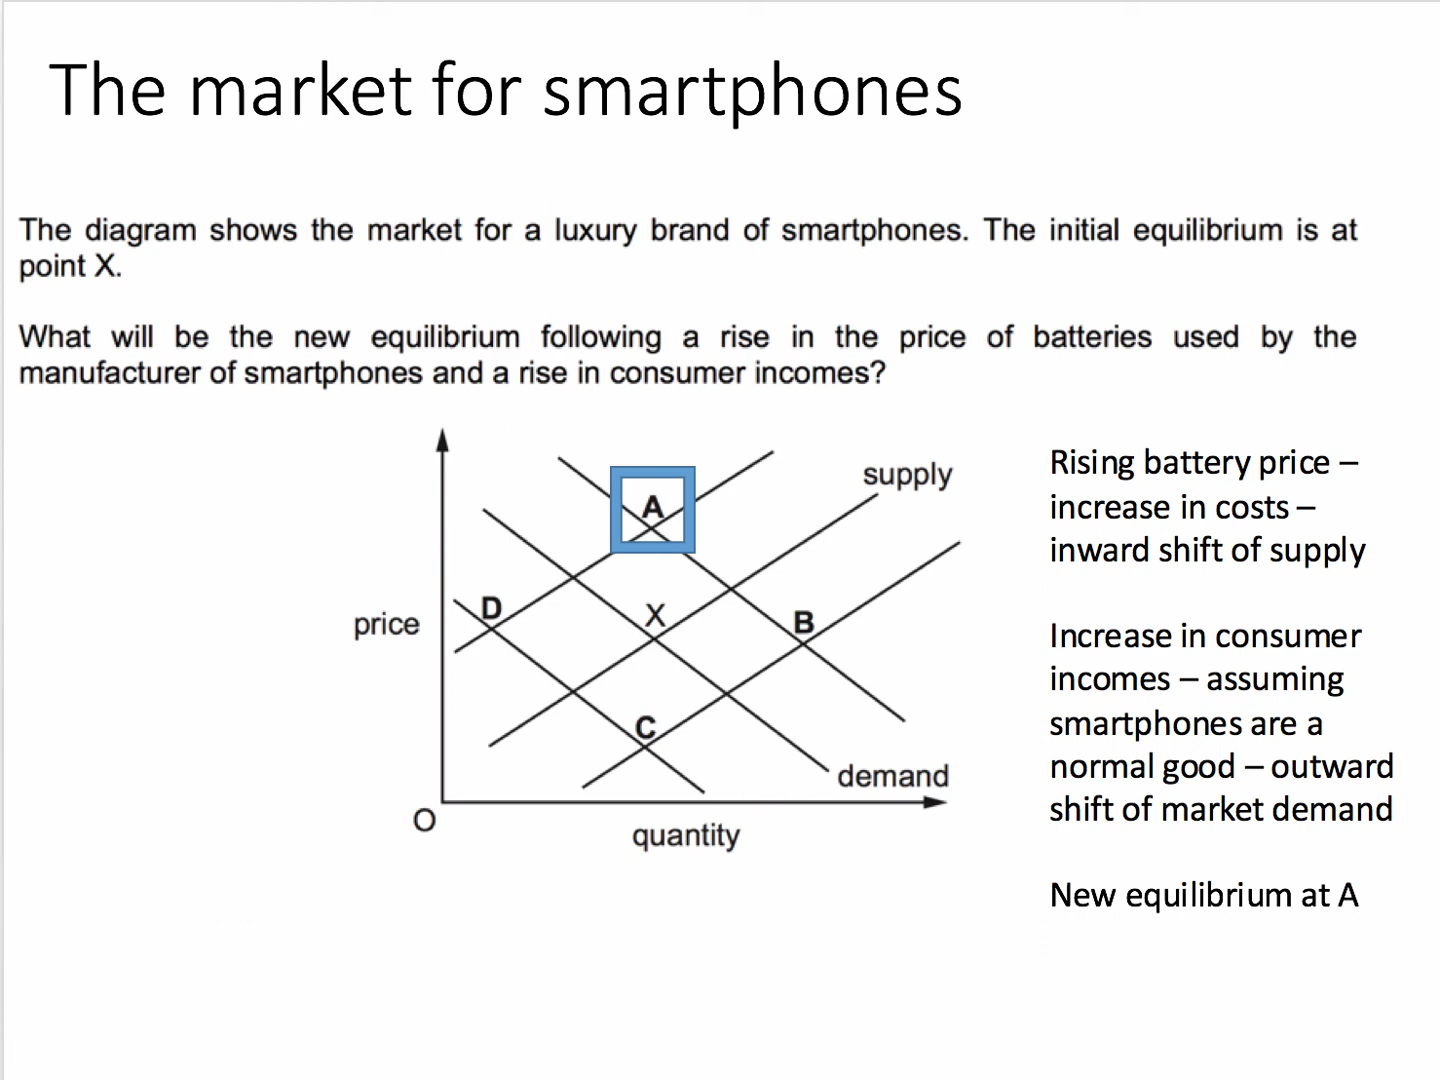 The market for smartphones
The diagram shows the market for a luxury brand of smartphones. The initial equilibrium is at
point X.
What will be the new equilibrium following a rise in the price of batteries used by the
manufacturer of smartphones and a rise in consumer incomes?
A
supply
D
X
B
price
C
demand
O
quantity
Rising battery price –
increase in costs –
inward shift of supply
Increase in consumer
incomes – assuming
smartphones are a
normal good – outward
shift of market demand
New equilibrium at A